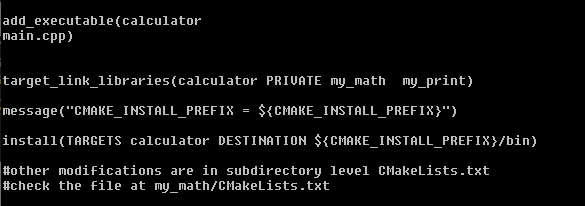 add_executable(calculator
main.cpp)
target_link_libraries(calculator PRIVATE my_math  my_print)
message("CMAKE_INSTALL_PREFIX = ${CMAKE_INSTALL_PREFIX}")
install(TARGETS calculator DESTINATION ${CMAKE_INSTALL_PREFIX}/bin)
#other modifications are in subdirectory level CMakeLists.txt
#check the file at my_math/CMakeLists.txt